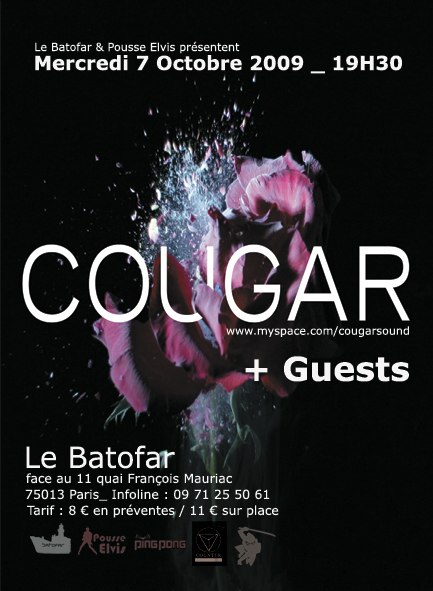 Le Batofar & Pousse Elvis présentent
Mercredi 7 Octobre 2009 _ 19H30
COUGAR
www.myspace.com/cougarsound
+ Guests
Le Batofar
face au 11 quai François Mauriac
75013 Paris_ Infoline : 09 71 25 50 61
Tarif : 8 € en préventes / 11 € sur place
Pousse
Elvis
pingpong